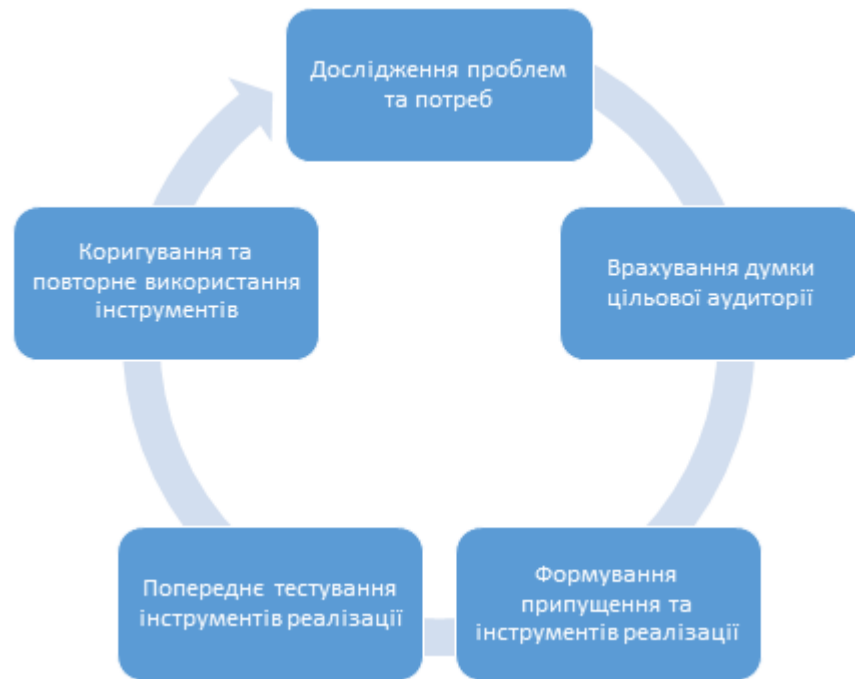 Дослідження проблем
та потреб
Врахування думки
цільової аудиторії
Формування
припущення та
інструментів реалізації
Попереднє тестування
інструментів реалізації
Коригування та
повторне використання
інструментів